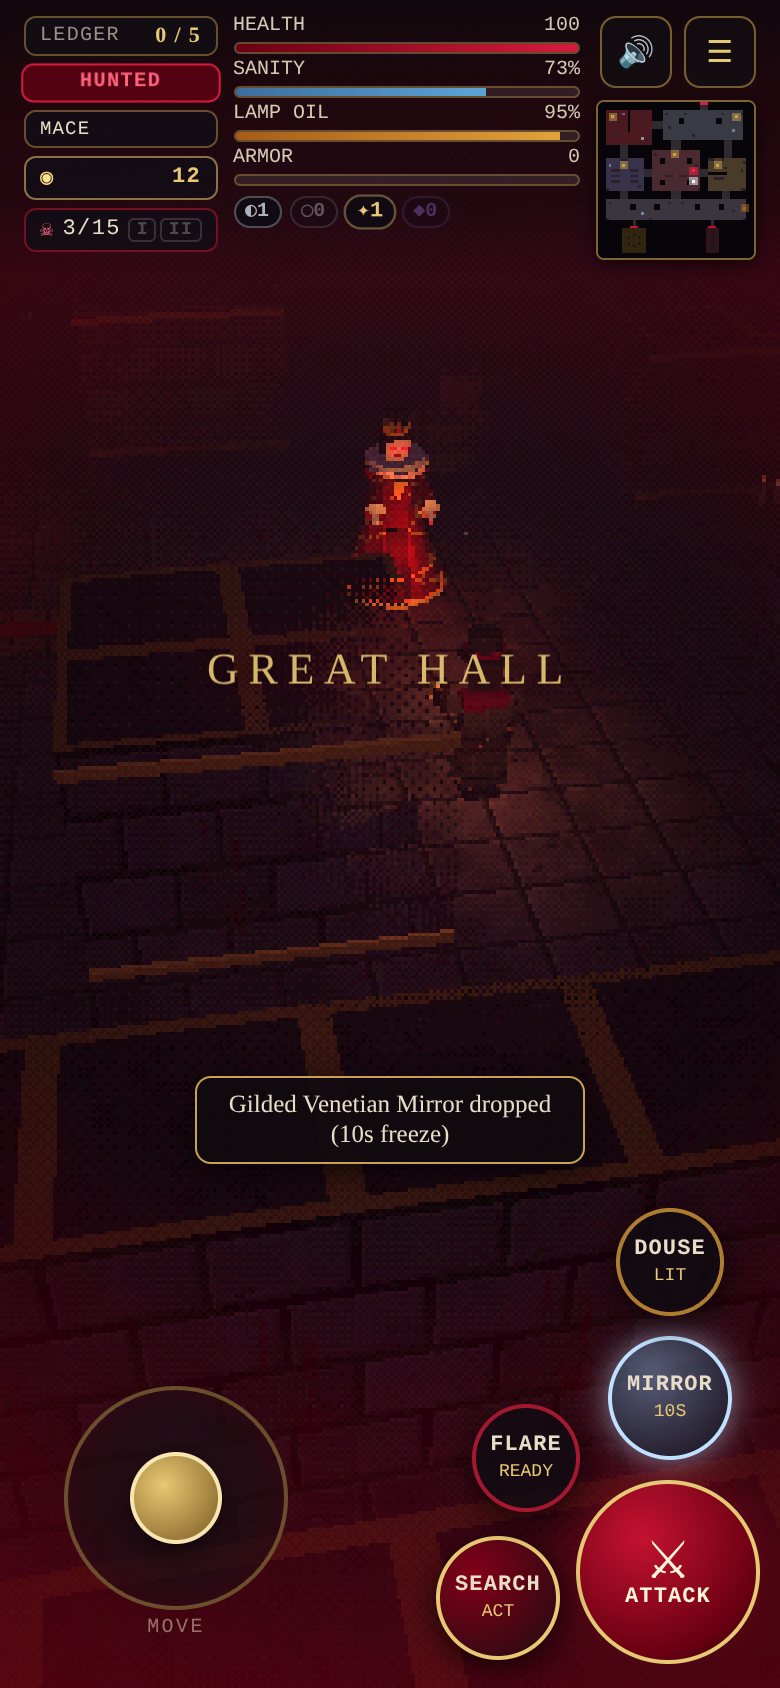 LEDGER 0 / 5
HUNTED
MACE
◉ 12
☠ 3/15 I II
HEALTH 100
SANITY 73%
LAMP OIL 95%
ARMOR 0
◐1 ○0 ✦1 ◆0
GREAT HALL
Gilded Venetian Mirror dropped
(10s freeze)
DOUSE
LIT
MIRROR
10S
FLARE
READY
ATTACK
SEARCH
ACT
MOVE